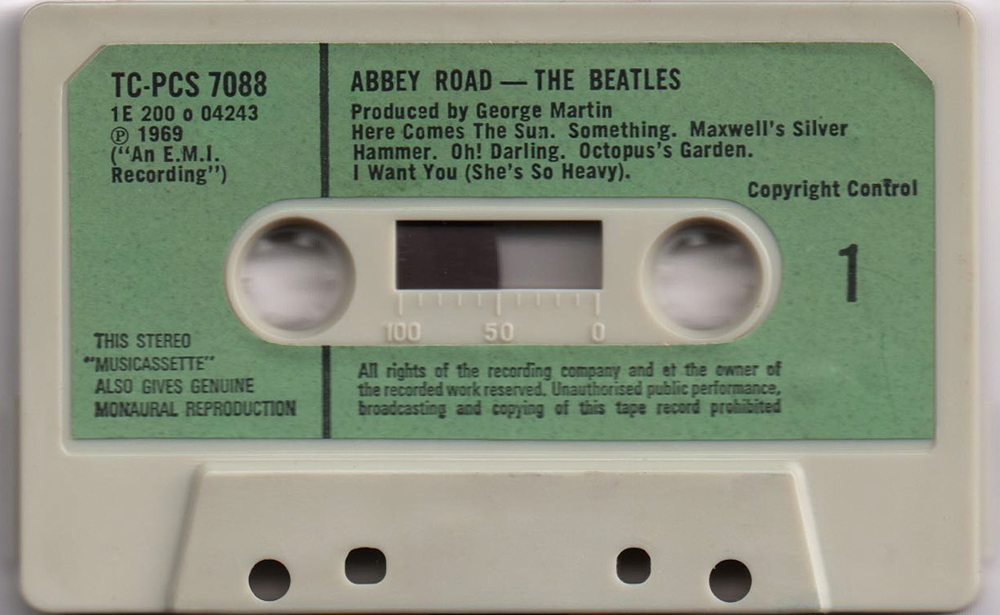 TC-PCS 7088
1E 200 o 04243
℗ 1969
("An E.M.I.
Recording")
ABBEY ROAD — THE BEATLES
Produced by George Martin
Here Comes The Sun. Something. Maxwell's Silver
Hammer. Oh! Darling. Octopus's Garden.
I Want You (She's So Heavy).
Copyright Control
1
100 50 0
THIS STEREO
"MUSICASSETTE"
ALSO GIVES GENUINE
MONAURAL REPRODUCTION
All rights of the recording company and at the owner of
the recorded work reserved. Unauthorised public performance,
broadcasting and copying of this tape record prohibited